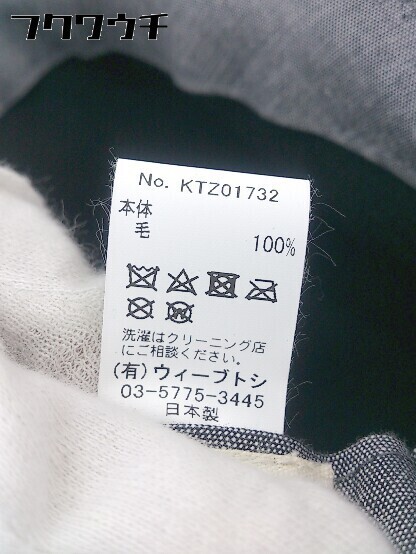 フクウウチ
No. KTZ01732
本体
毛
100%
洗濯はクリーニング店
にご相談ください。
(有)ウィーブトシ
03-5775-3445
日本製